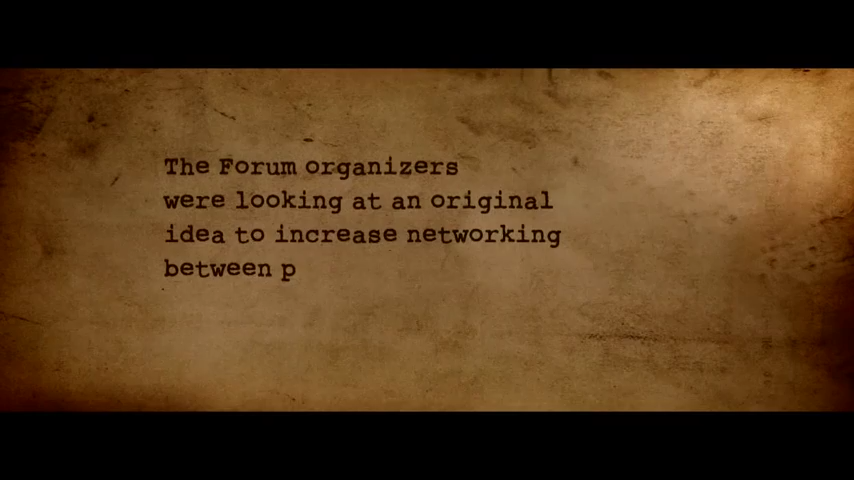 The Forum organizers
were looking at an original
idea to increase networking
between p